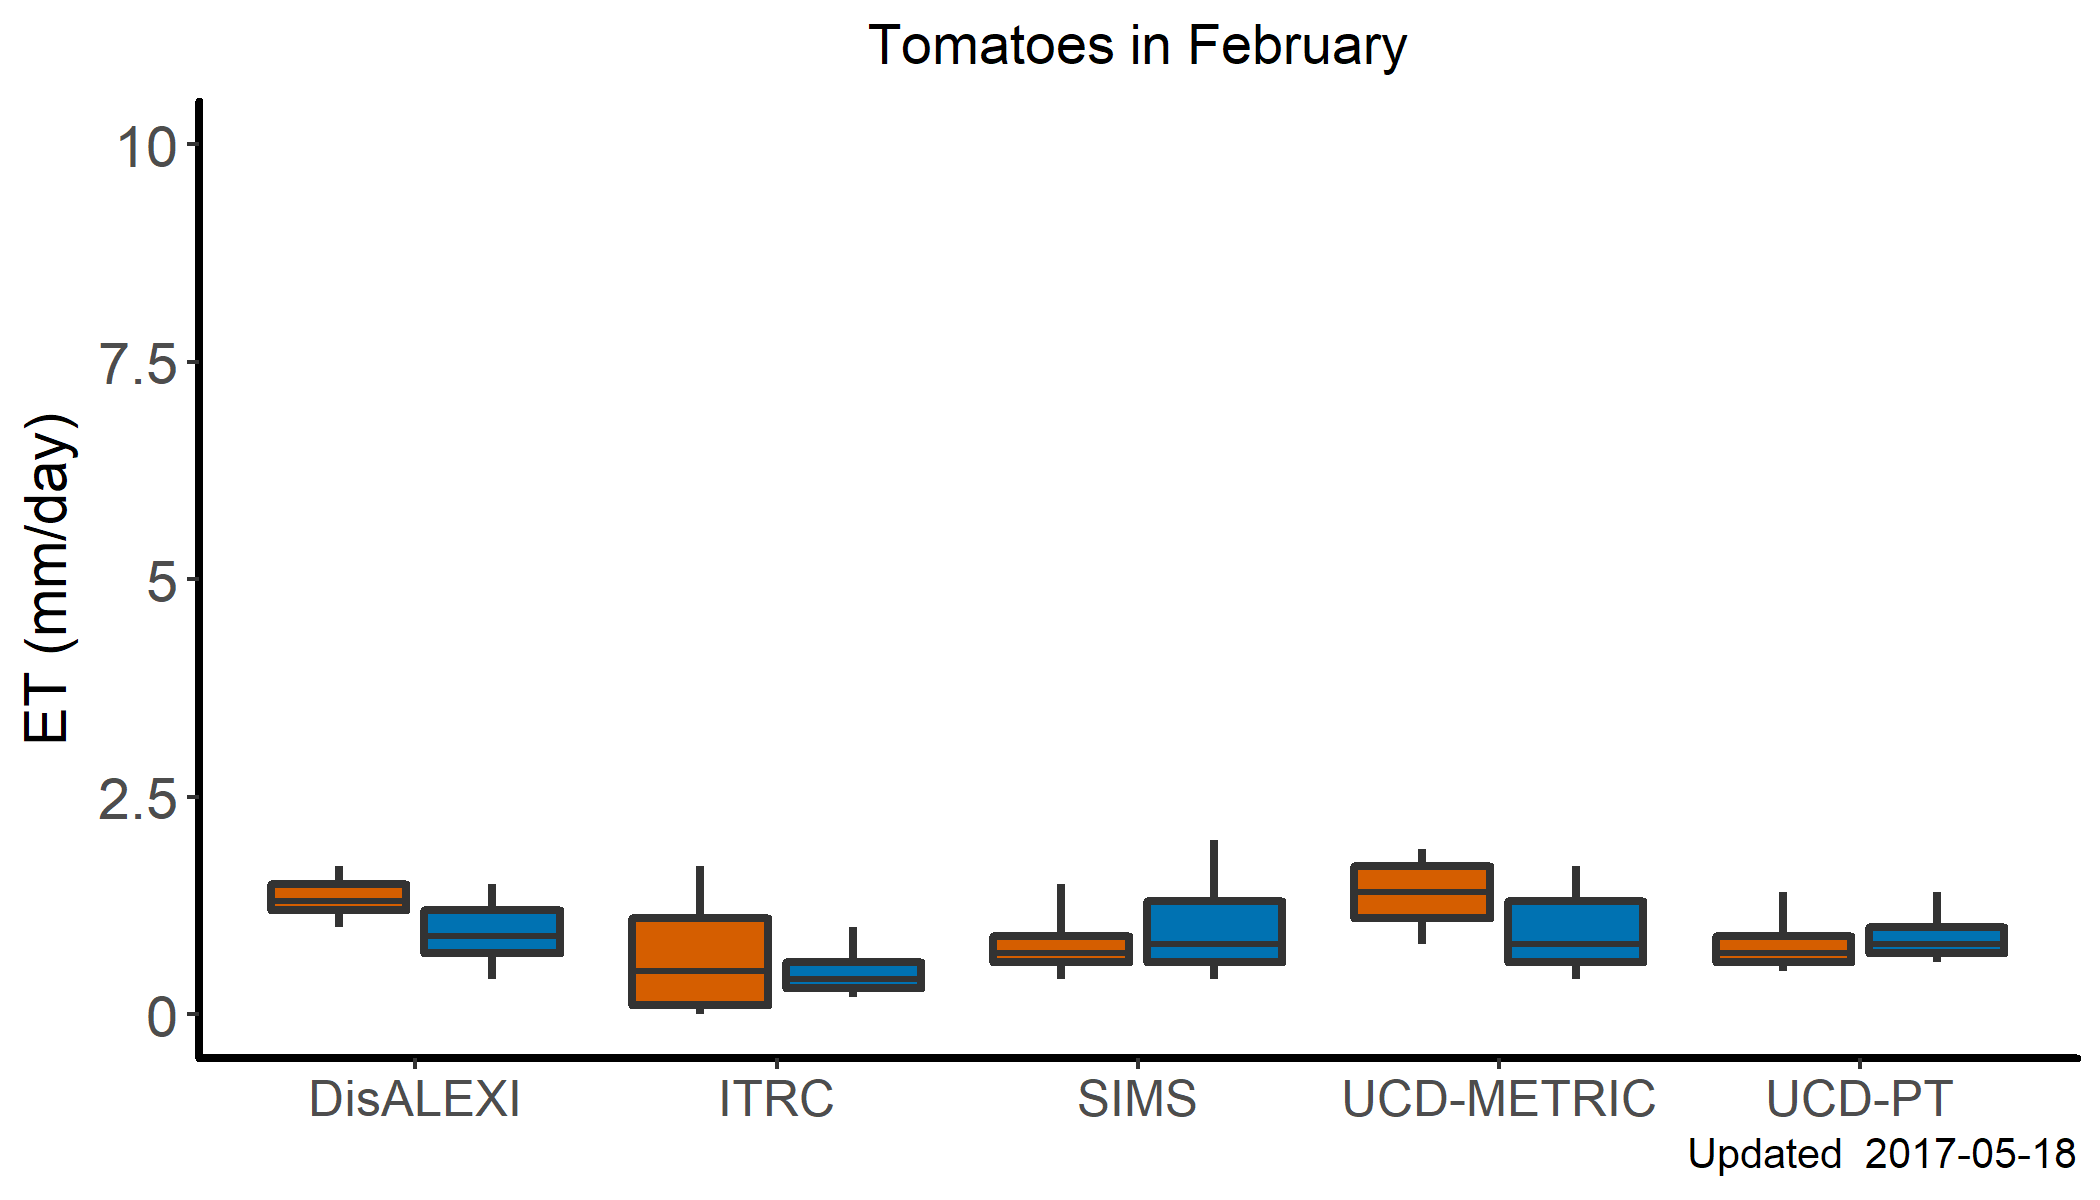 Tomatoes in February
10
7.5
5
2.5
0
ET (mm/day)
DisALEXI ITRC SIMS UCD-METRIC UCD-PT
Updated 2017-05-18